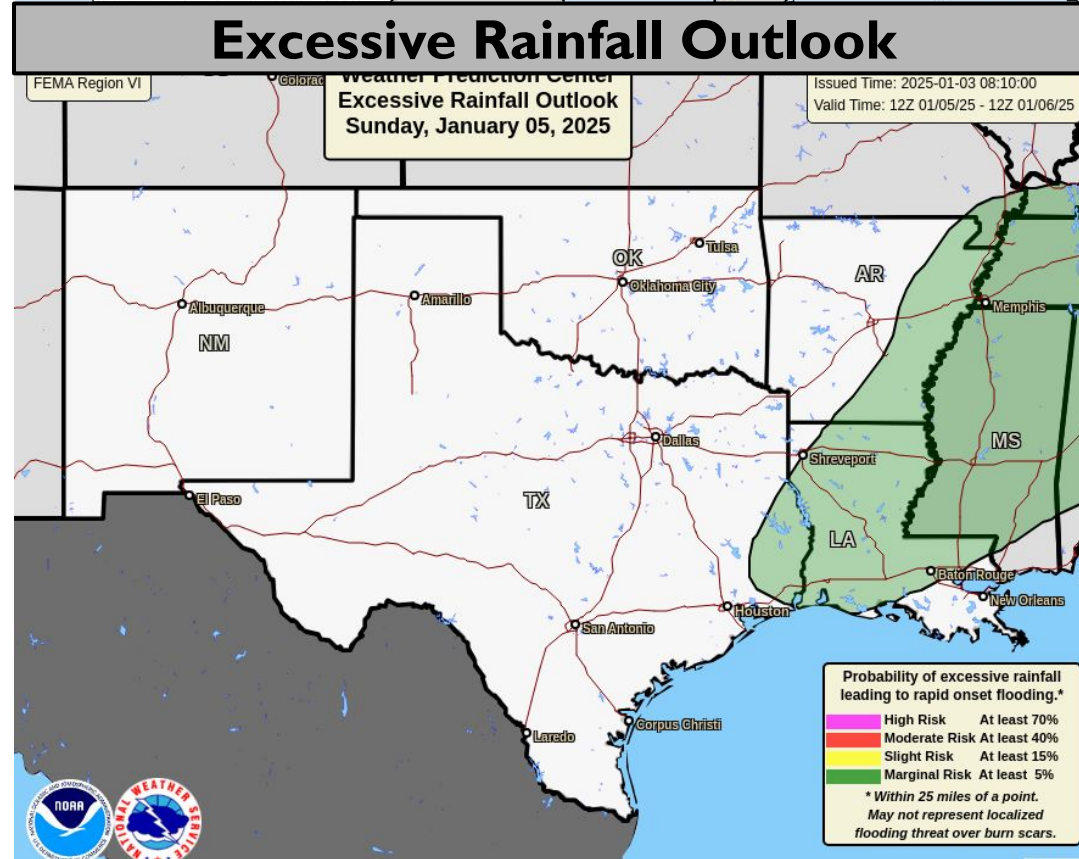 Excessive Rainfall Outlook
FEMA Region VI
Weather Prediction Center
Excessive Rainfall Outlook
Sunday, January 05, 2025
Issued Time: 2025-01-03 08:10:00
Valid Time: 12Z 01/05/25 - 12Z 01/06/25
Colorad
Tulsa
OK
Oklahoma City
AR
Albuquerque
Amarillo
Memphis
NM
Dallas
MS
Shreveport
El Paso
TX
LA
Baton Rouge
New Orleans
Houston
San Antonio
Corpus Christi
Laredo
Probability of excessive rainfall
leading to rapid onset flooding.*
High Risk At least 70%
Moderate Risk At least 40%
Slight Risk At least 15%
Marginal Risk At least 5%
* Within 25 miles of a point.
May not represent localized
flooding threat over burn scars.
NOAA
NATIONAL WEATHER SERVICE